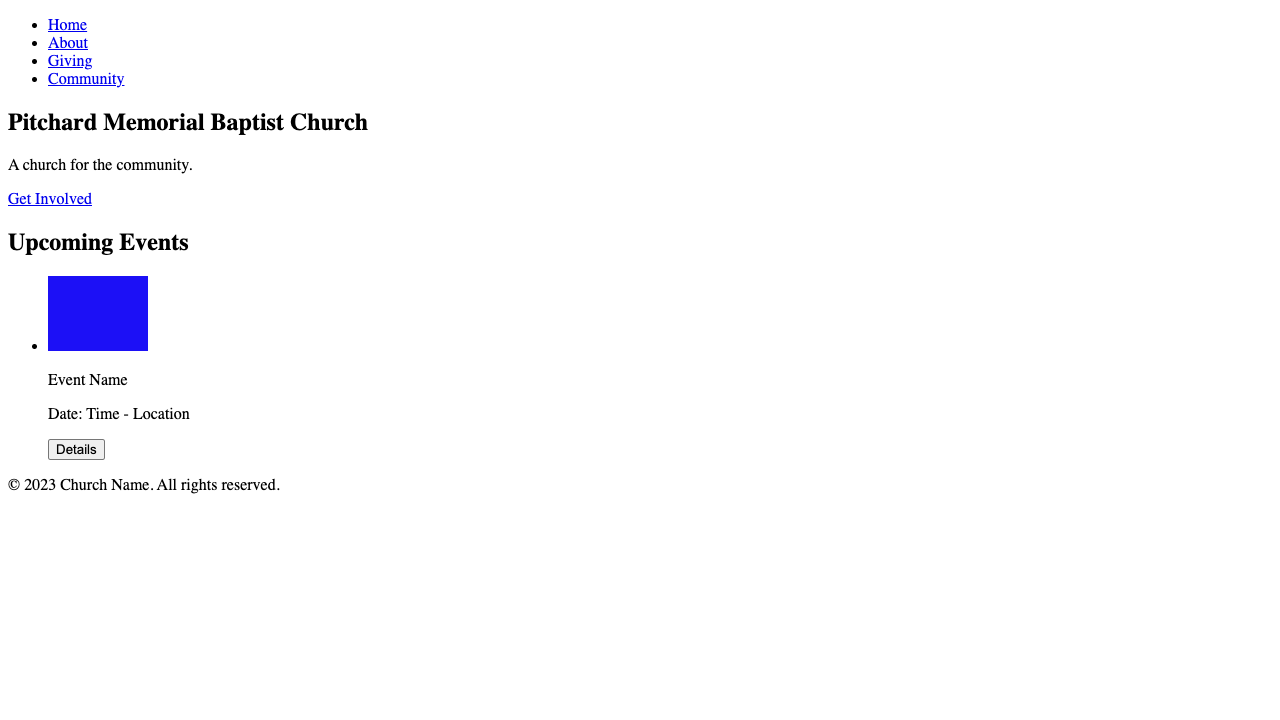 Home
About
Giving
Community
Pitchard Memorial Baptist Church
A church for the community.
Get Involved
Upcoming Events
Event Name
Date: Time - Location
Details
© 2023 Church Name. All rights reserved.